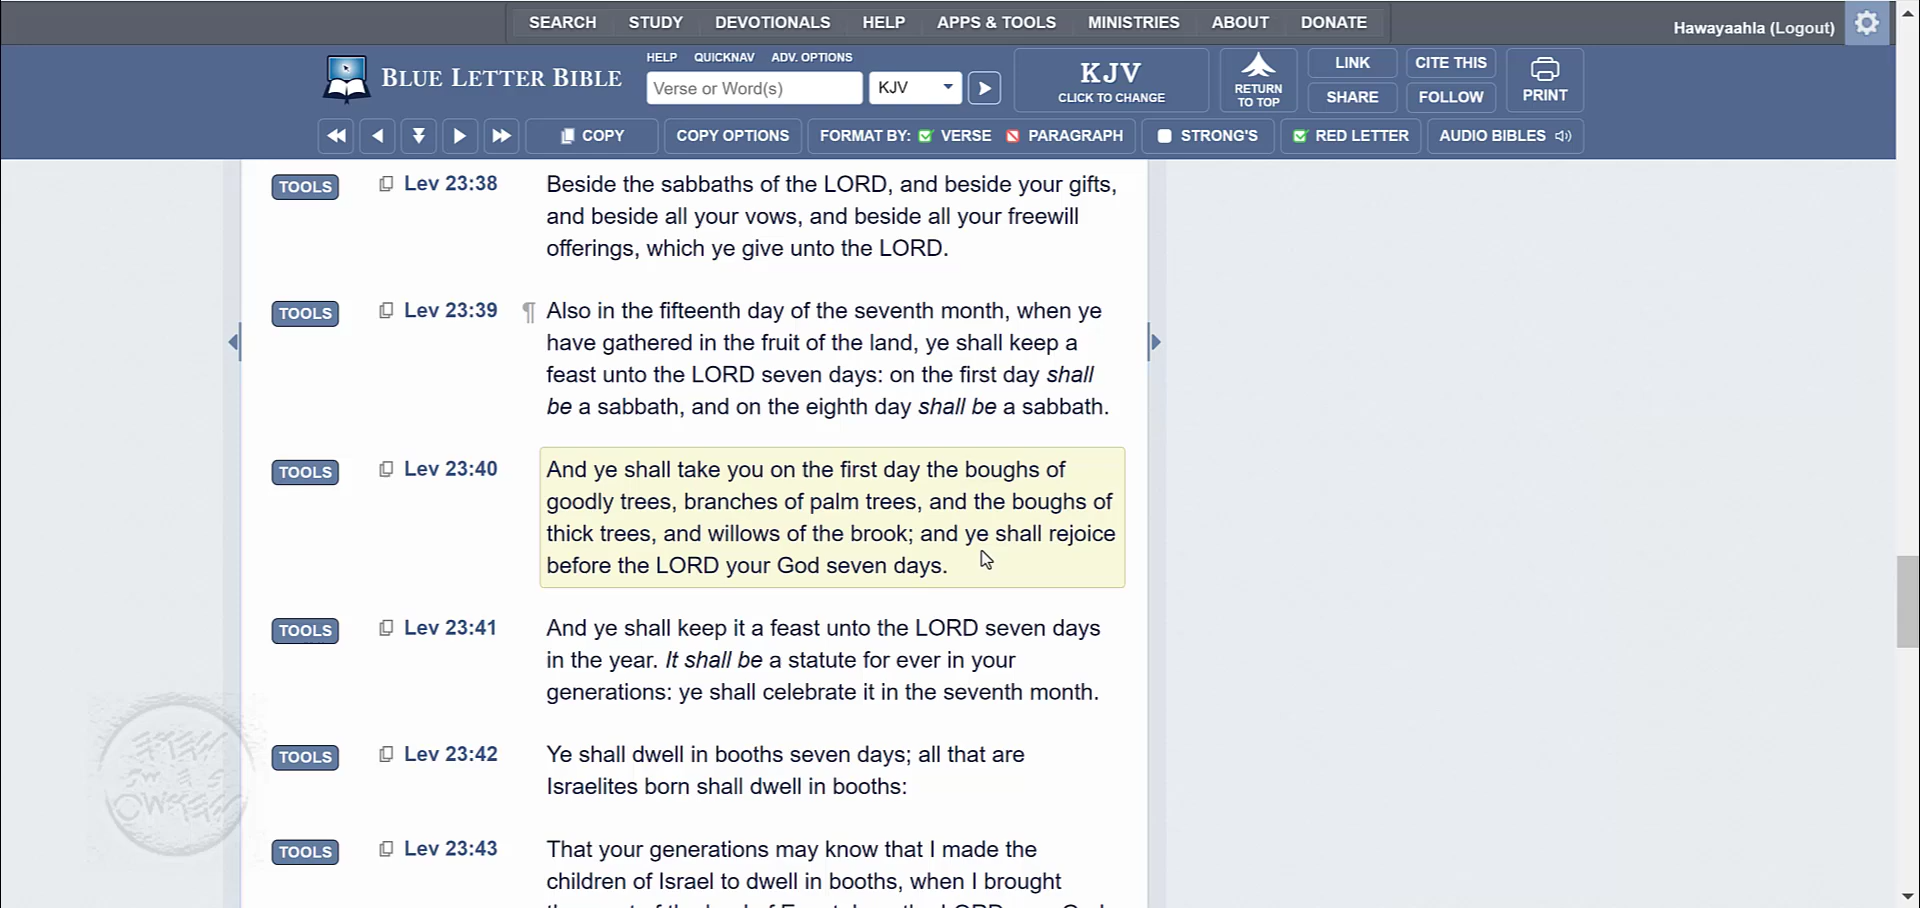 SEARCH STUDY DEVOTIONALS HELP APPS & TOOLS MINISTRIES ABOUT DONATE
Hawayaahla (Logout)
BLUE LETTER BIBLE
HELP QUICKNAV ADV. OPTIONS
Verse or Word(s) KJV
KJV
CLICK TO CHANGE
RETURN
TO TOP
LINK CITE THIS
SHARE FOLLOW
PRINT
COPY COPY OPTIONS FORMAT BY: VERSE PARAGRAPH STRONG'S RED LETTER AUDIO BIBLES
TOOLS Lev 23:38 Beside the sabbaths of the LORD, and beside your gifts,
and beside all your vows, and beside all your freewill
offerings, which ye give unto the LORD.
TOOLS Lev 23:39 ¶ Also in the fifteenth day of the seventh month, when ye
have gathered in the fruit of the land, ye shall keep a
feast unto the LORD seven days: on the first day shall
be a sabbath, and on the eighth day shall be a sabbath.
TOOLS Lev 23:40 And ye shall take you on the first day the boughs of
goodly trees, branches of palm trees, and the boughs of
thick trees, and willows of the brook; and ye shall rejoice
before the LORD your God seven days.
TOOLS Lev 23:41 And ye shall keep it a feast unto the LORD seven days
in the year. It shall be a statute for ever in your
generations: ye shall celebrate it in the seventh month.
TOOLS Lev 23:42 Ye shall dwell in booths seven days; all that are
Israelites born shall dwell in booths:
TOOLS Lev 23:43 That your generations may know that I made the
children of Israel to dwell in booths, when I brought